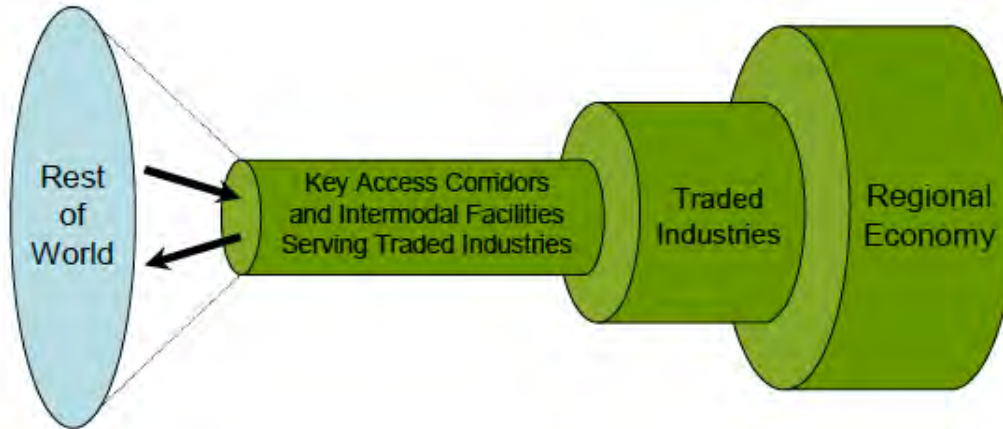 Rest
of
World
Key Access Corridors
and Intermodal Facilities
Serving Traded Industries
Traded
Industries
Regional
Economy